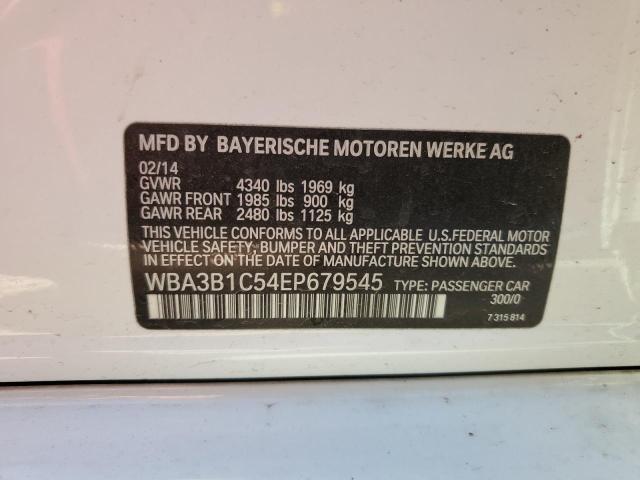 MFD BY BAYERISCHE MOTOREN WERKE AG
02/14
GVWR 4340 lbs 1969 kg
GAWR FRONT 1985 lbs 900 kg
GAWR REAR 2480 lbs 1125 kg
THIS VEHICLE CONFORMS TO ALL APPLICABLE U.S.FEDERAL MOTOR
VEHICLE SAFETY, BUMPER AND THEFT PREVENTION STANDARDS
IN EFFECT ON THE DATE OF MANUFACTURE SHOWN ABOVE.
WBA3B1C54EP679545 TYPE: PASSENGER CAR
300/0
7 315 814